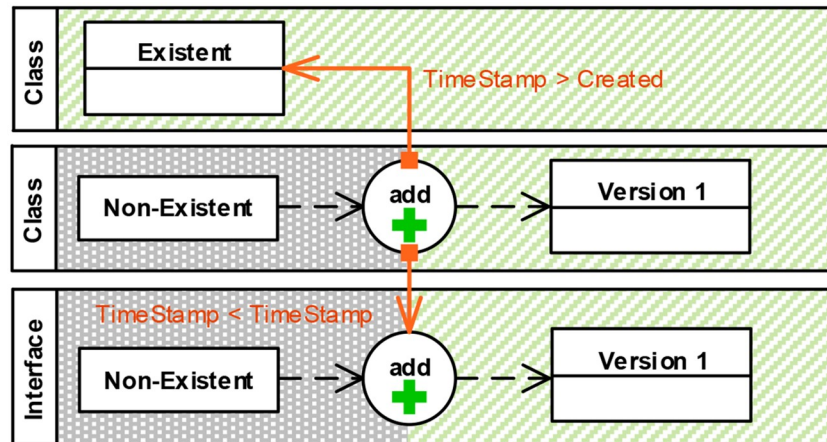 Class
Existent
TimeStamp > Created
Class
Non-Existent
add
Version 1
TimeStamp < TimeStamp
Interface
Non-Existent
add
Version 1